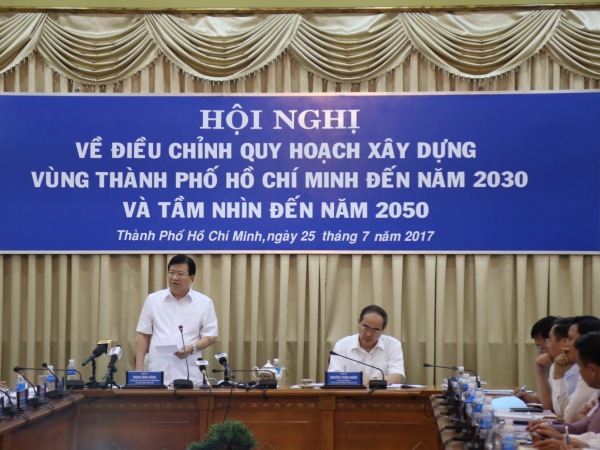 HỘI NGHỊ
VỀ ĐIỀU CHỈNH QUY HOẠCH XÂY DỰNG
VÙNG THÀNH PHỐ HỒ CHÍ MINH ĐẾN NĂM 2030
VÀ TẦM NHÌN ĐẾN NĂM 2050
Thành Phố Hồ Chí Minh,ngày 25 tháng 7 năm 2017